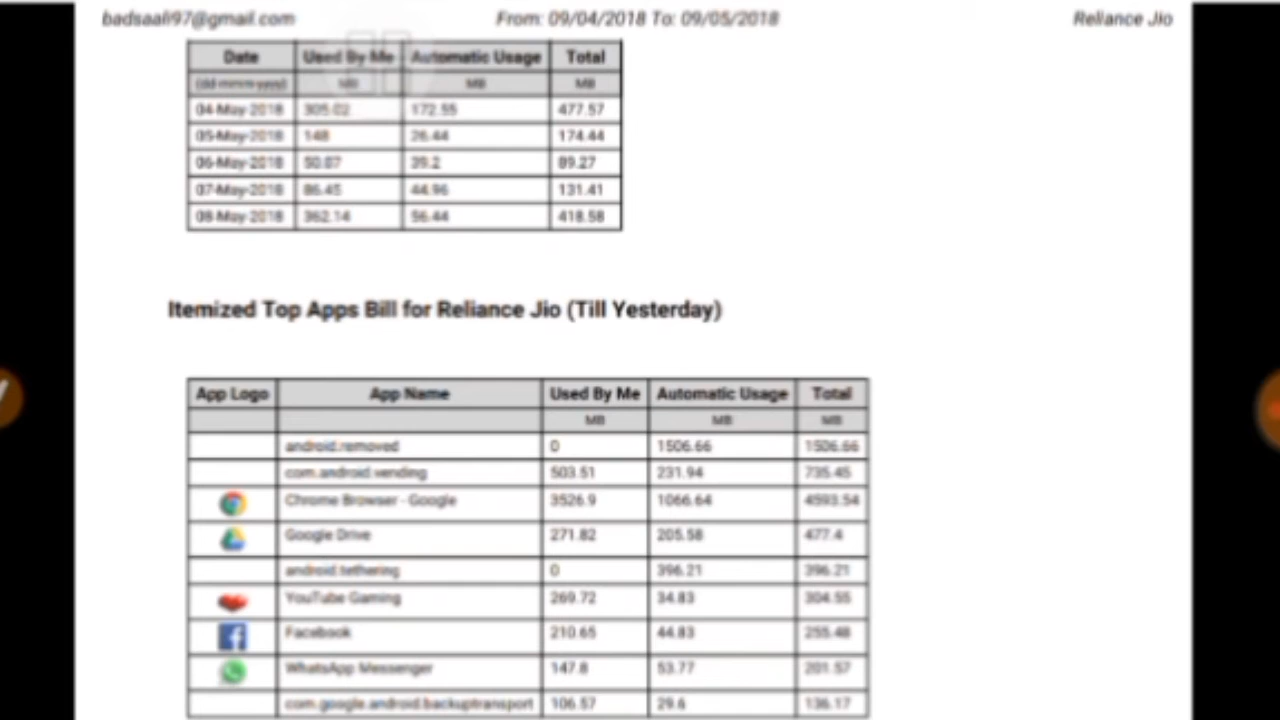 badsaali97@gmail.com From: 09/04/2018 To: 09/05/2018 Reliance Jio
Date Used By Me Automatic Usage Total
(dd-mmm-yyyy) MB MB MB
04-May-2018 305.02 172.55 477.57
05-May-2018 148 26.44 174.44
06-May-2018 50.07 39.2 89.27
07-May-2018 86.45 44.96 131.41
08-May-2018 362.14 56.44 418.58
Itemized Top Apps Bill for Reliance Jio (Till Yesterday)
App Logo App Name Used By Me Automatic Usage Total
MB MB MB
android.removed 0 1506.66 1506.66
com.android.vending 503.51 231.94 735.45
Chrome Browser - Google 3526.9 1066.64 4593.54
Google Drive 271.82 205.58 477.4
android.tethering 0 396.21 396.21
YouTube Gaming 269.72 34.83 304.55
Facebook 210.65 44.83 255.48
WhatsApp Messenger 147.8 53.77 201.57
com.google.android.backuptransport 106.57 29.6 136.17